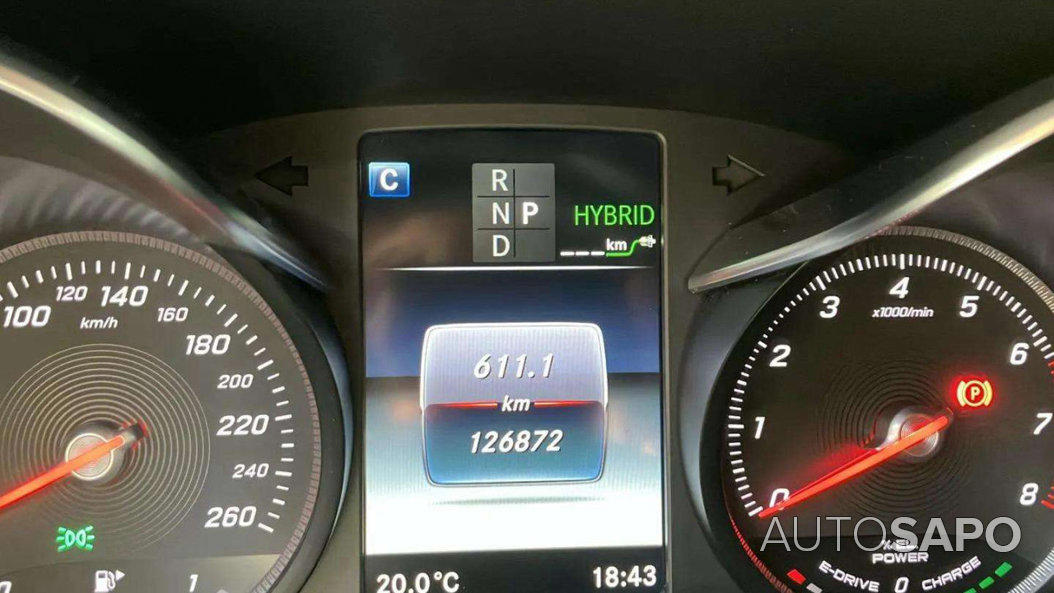 C
R
N P
D
HYBRID
--- km
611.1
km
126872
20.0°C
18:43
100
120
140
km/h
160
180
200
220
240
260
1
3
4
5
x1000/min
2
6
P
1
7
0
8
AUTOSAPO
POWER
E-DRIVE 0 CHARGE